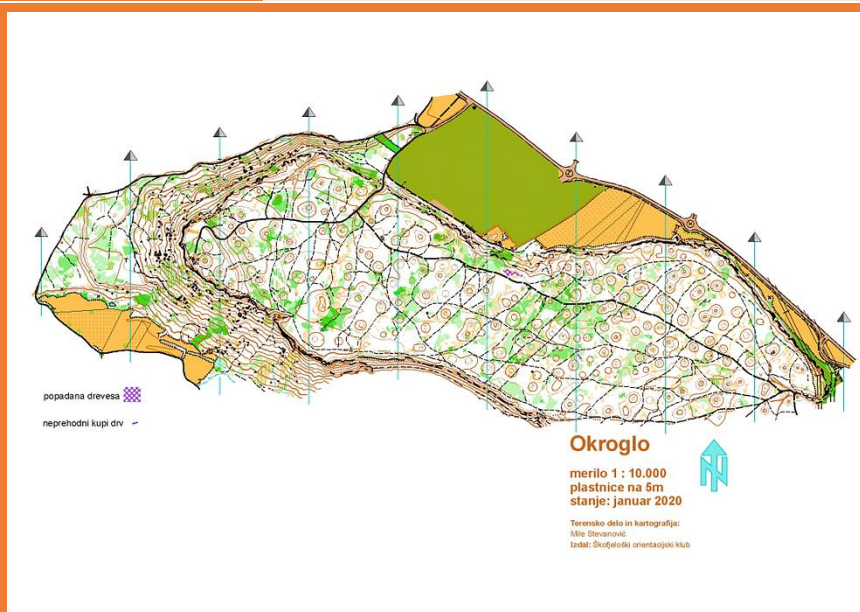 popadana drevesa
neprehodni kupi drv
Okroglo
merilo 1 : 10.000
plastnice na 5m
stanje: januar 2020
Terensko delo in kartografija:
Mile Stevanović
Izdal: Škofjeloški orientacijski klub